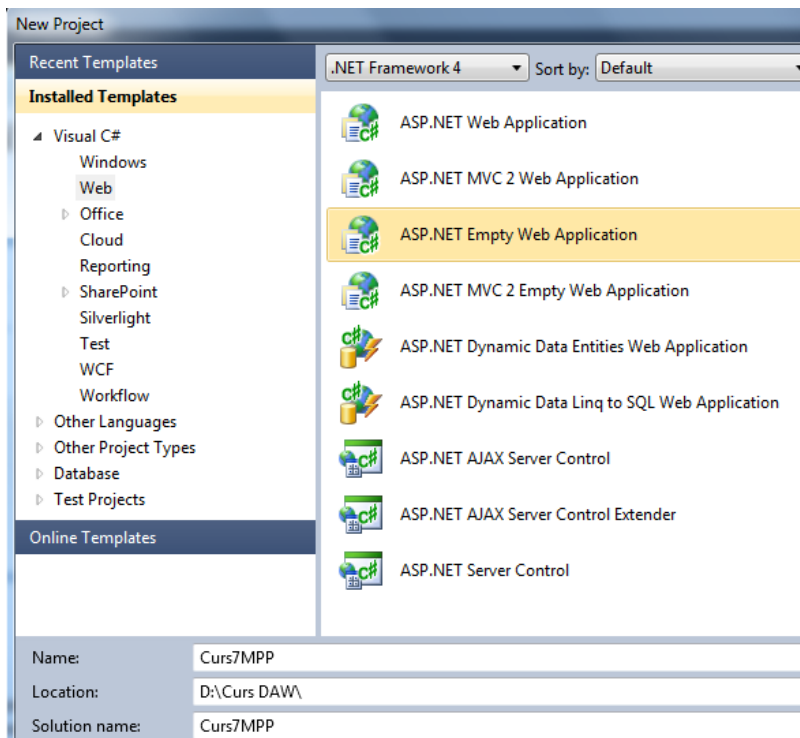 New Project
Recent Templates
Installed Templates
Visual C#
Windows
Web
Office
Cloud
Reporting
SharePoint
Silverlight
Test
WCF
Workflow
Other Languages
Other Project Types
Database
Test Projects
Online Templates
.NET Framework 4
Sort by: Default
ASP.NET Web Application
ASP.NET MVC 2 Web Application
ASP.NET Empty Web Application
ASP.NET MVC 2 Empty Web Application
ASP.NET Dynamic Data Entities Web Application
ASP.NET Dynamic Data Linq to SQL Web Application
ASP.NET AJAX Server Control
ASP.NET AJAX Server Control Extender
ASP.NET Server Control
Name: Curs7MPP
Location: D:\Curs DAW\
Solution name: Curs7MPP